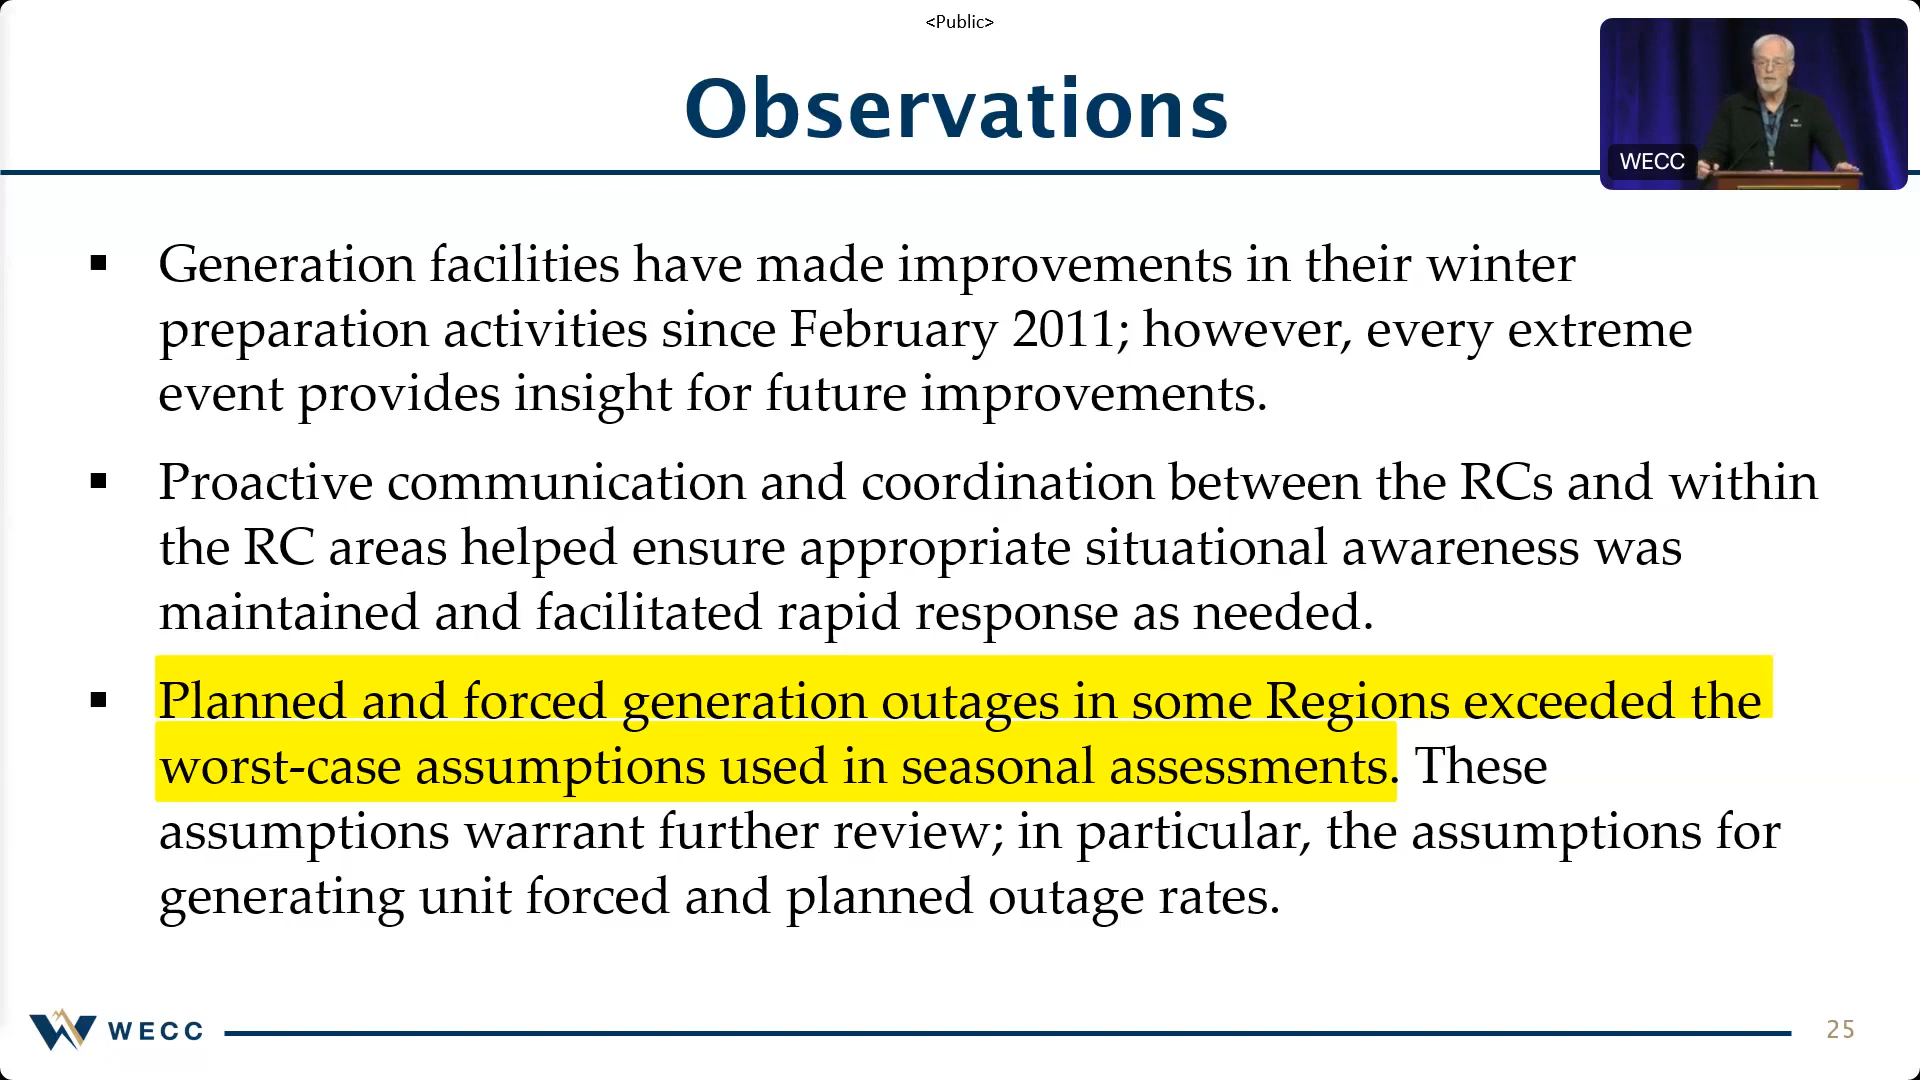 <Public>
Observations
WECC
▪ Generation facilities have made improvements in their winter
preparation activities since February 2011; however, every extreme
event provides insight for future improvements.
▪ Proactive communication and coordination between the RCs and within
the RC areas helped ensure appropriate situational awareness was
maintained and facilitated rapid response as needed.
▪ Planned and forced generation outages in some Regions exceeded the
worst-case assumptions used in seasonal assessments. These
assumptions warrant further review; in particular, the assumptions for
generating unit forced and planned outage rates.
WECC
25